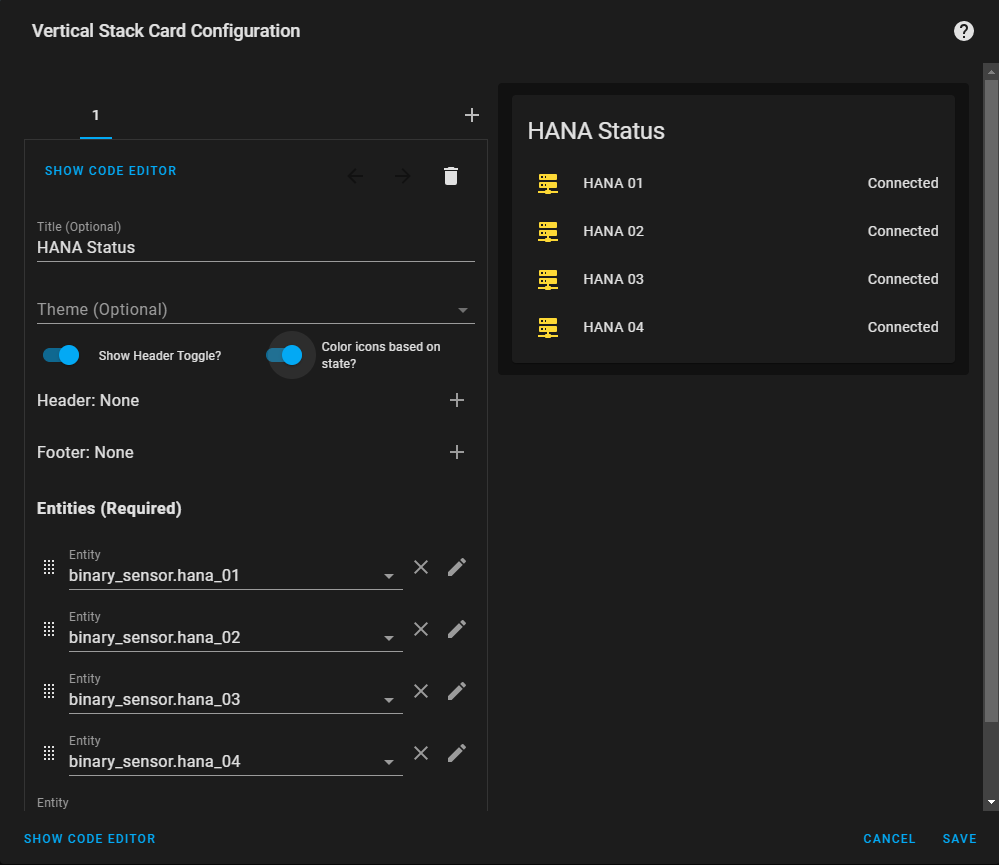 Vertical Stack Card Configuration
1
SHOW CODE EDITOR
Title (Optional)
HANA Status
Theme (Optional)
Show Header Toggle?
Color icons based on
state?
Header: None
Footer: None
Entities (Required)
Entity
binary_sensor.hana_01
Entity
binary_sensor.hana_02
Entity
binary_sensor.hana_03
Entity
binary_sensor.hana_04
Entity
HANA Status
HANA 01 Connected
HANA 02 Connected
HANA 03 Connected
HANA 04 Connected
SHOW CODE EDITOR
CANCEL SAVE